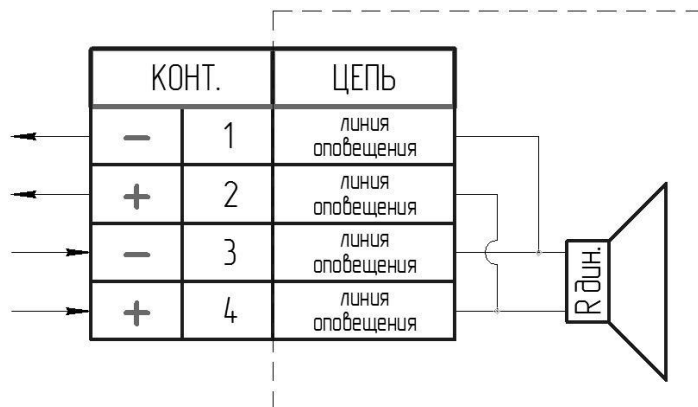 КОНТ. ЦЕПЬ
− 1 линия
оповещения
+ 2 линия
оповещения
− 3 линия
оповещения
+ 4 линия
оповещения
R дин.